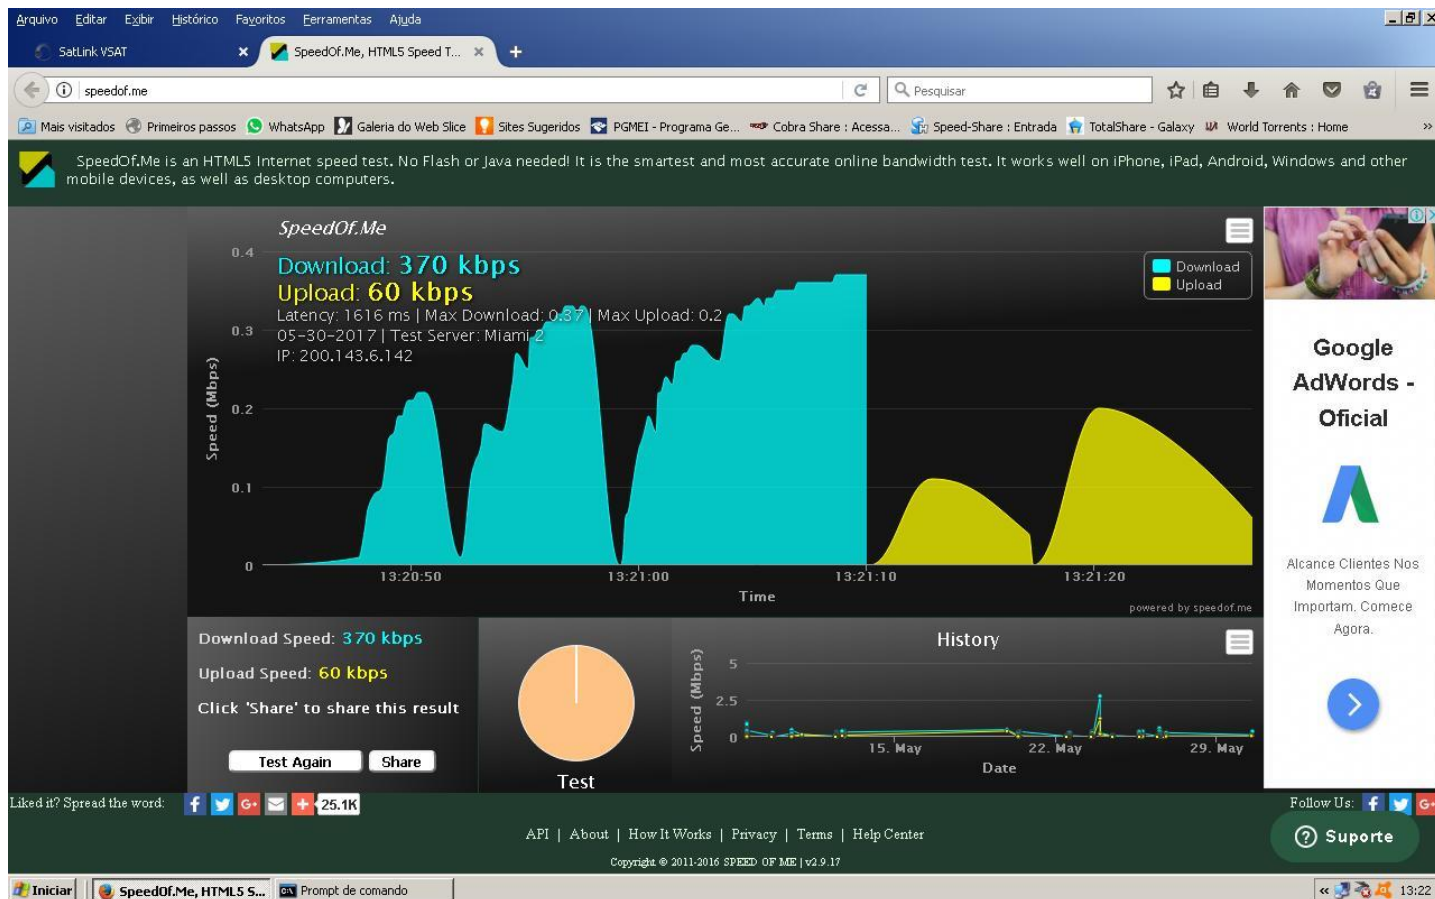 Arquivo Editar Exibir Histórico Favoritos Ferramentas Ajuda
SatLink VSAT
SpeedOf.Me, HTML5 Speed T...
speedof.me
Pesquisar
Mais visitados Primeiros passos WhatsApp Galeria do Web Slice Sites Sugeridos PGMEI - Programa Ge... Cobra Share : Acessa... Speed-Share : Entrada TotalShare - Galaxy World Torrents : Home »
SpeedOf.Me is an HTML5 Internet speed test. No Flash or Java needed! It is the smartest and most accurate online bandwidth test. It works well on iPhone, iPad, Android, Windows and other
mobile devices, as well as desktop computers.
SpeedOf.Me
Download: 370 kbps
Upload: 60 kbps
Latency: 1616 ms | Max Download: 0.37 | Max Upload: 0.2
05-30-2017 | Test Server: Miami 2
IP: 200.143.6.142
Download
Upload
0.4
0.3
0.2
0.1
0
Speed (Mbps)
13:20:50 13:21:00 13:21:10 13:21:20
Time
powered by speedof.me
Google
AdWords -
Oficial
Alcance Clientes Nos
Momentos Que
Importam. Comece
Agora.
Download Speed: 370 kbps
Upload Speed: 60 kbps
Click 'Share' to share this result
Test Again Share
Test
History
Speed (Mbps)
5
2.5
0
15. May 22. May 29. May
Date
Liked it? Spread the word: 25.1K
Follow Us:
API | About | How It Works | Privacy | Terms | Help Center
Copyright © 2011-2016 SPEED OF ME | v2.9.17
Suporte
Iniciar SpeedOf.Me, HTML5 S... Prompt de comando « 13:22